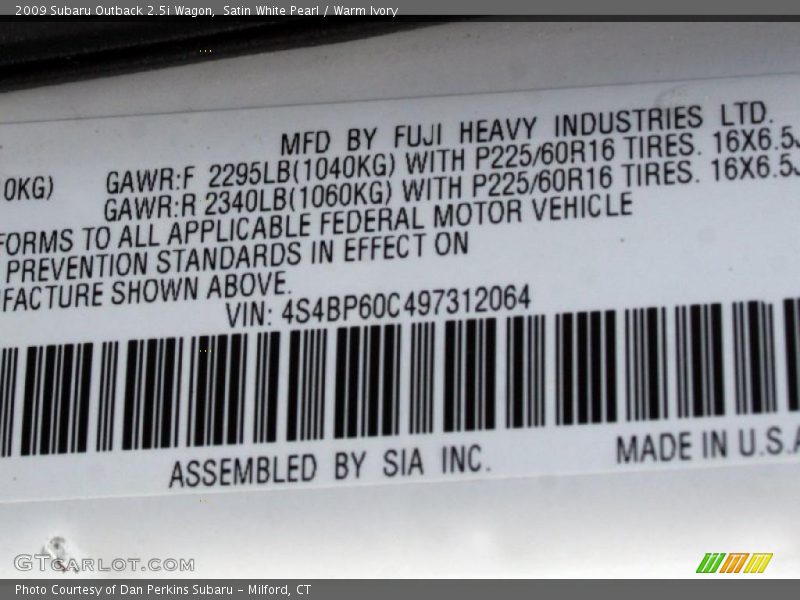 2009 Subaru Outback 2.5i Wagon,  Satin White Pearl / Warm Ivory
MFD BY FUJI HEAVY INDUSTRIES LTD.
0KG) GAWR:F 2295LB(1040KG) WITH P225/60R16 TIRES. 16X6.5J
GAWR:R 2340LB(1060KG) WITH P225/60R16 TIRES. 16X6.5J
FORMS TO ALL APPLICABLE FEDERAL MOTOR VEHICLE
PREVENTION STANDARDS IN EFFECT ON
FACTURE SHOWN ABOVE.
VIN: 4S4BP60C497312064
ASSEMBLED BY SIA INC. MADE IN U.S.A
GTCARLOT.COM
Photo Courtesy of Dan Perkins Subaru - Milford, CT